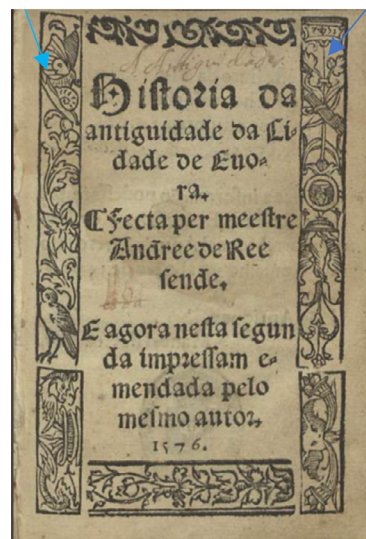 A Antiguidades.
Historia da
antiguidade da Ci-
dade de Euo-
ra.
Fecta per meestre
Andree de Ree
sende.
E agora nesta segun
da impressam e-
mendada pelo
mesmo autor.
1576.